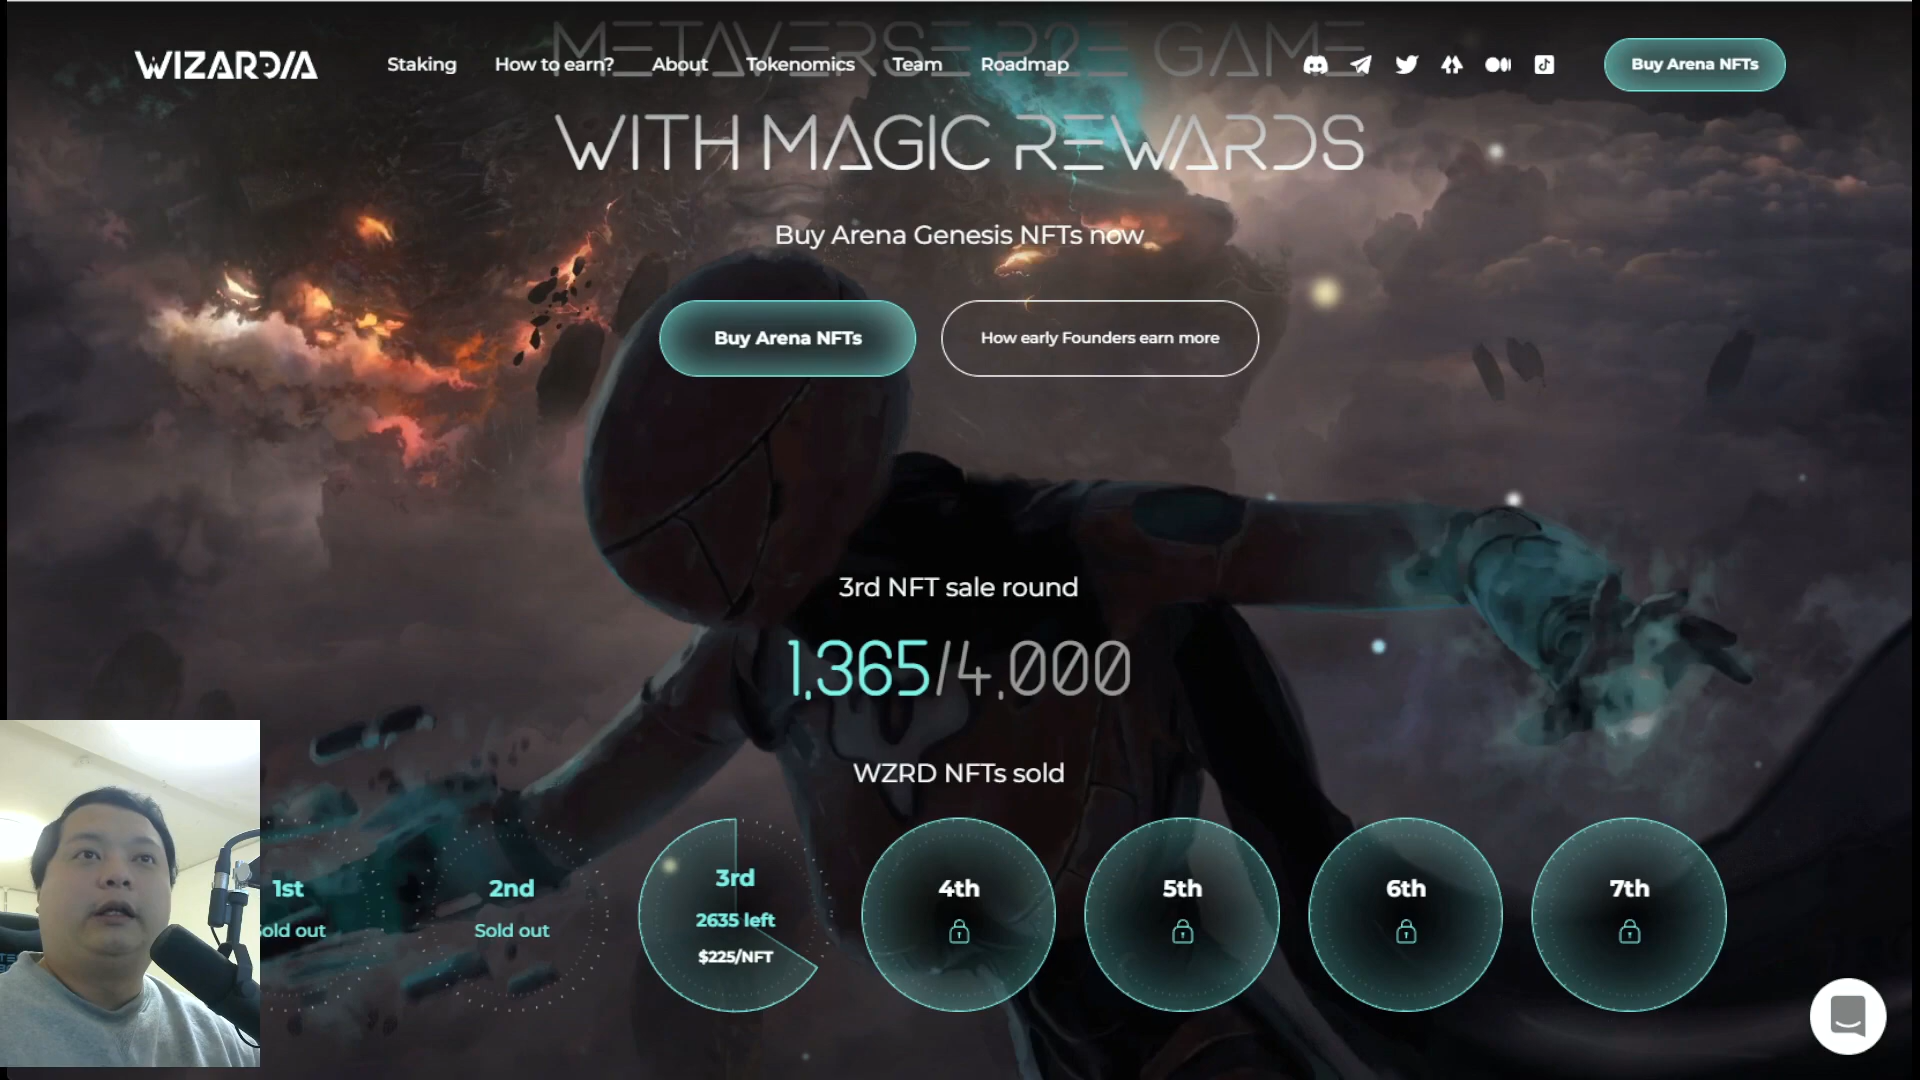 METAVERSE R2E GAME
WIZARDIA
Staking
How to earn?
About
Tokenomics
Team
Roadmap
Buy Arena NFTs
WITH MAGIC REWARDS
Buy Arena Genesis NFTs now
Buy Arena NFTs
How early Founders earn more
3rd NFT sale round
1,365/4,000
WZRD NFTs sold
1st
old out
2nd
Sold out
3rd
2635 left
$225/NFT
4th
5th
6th
7th